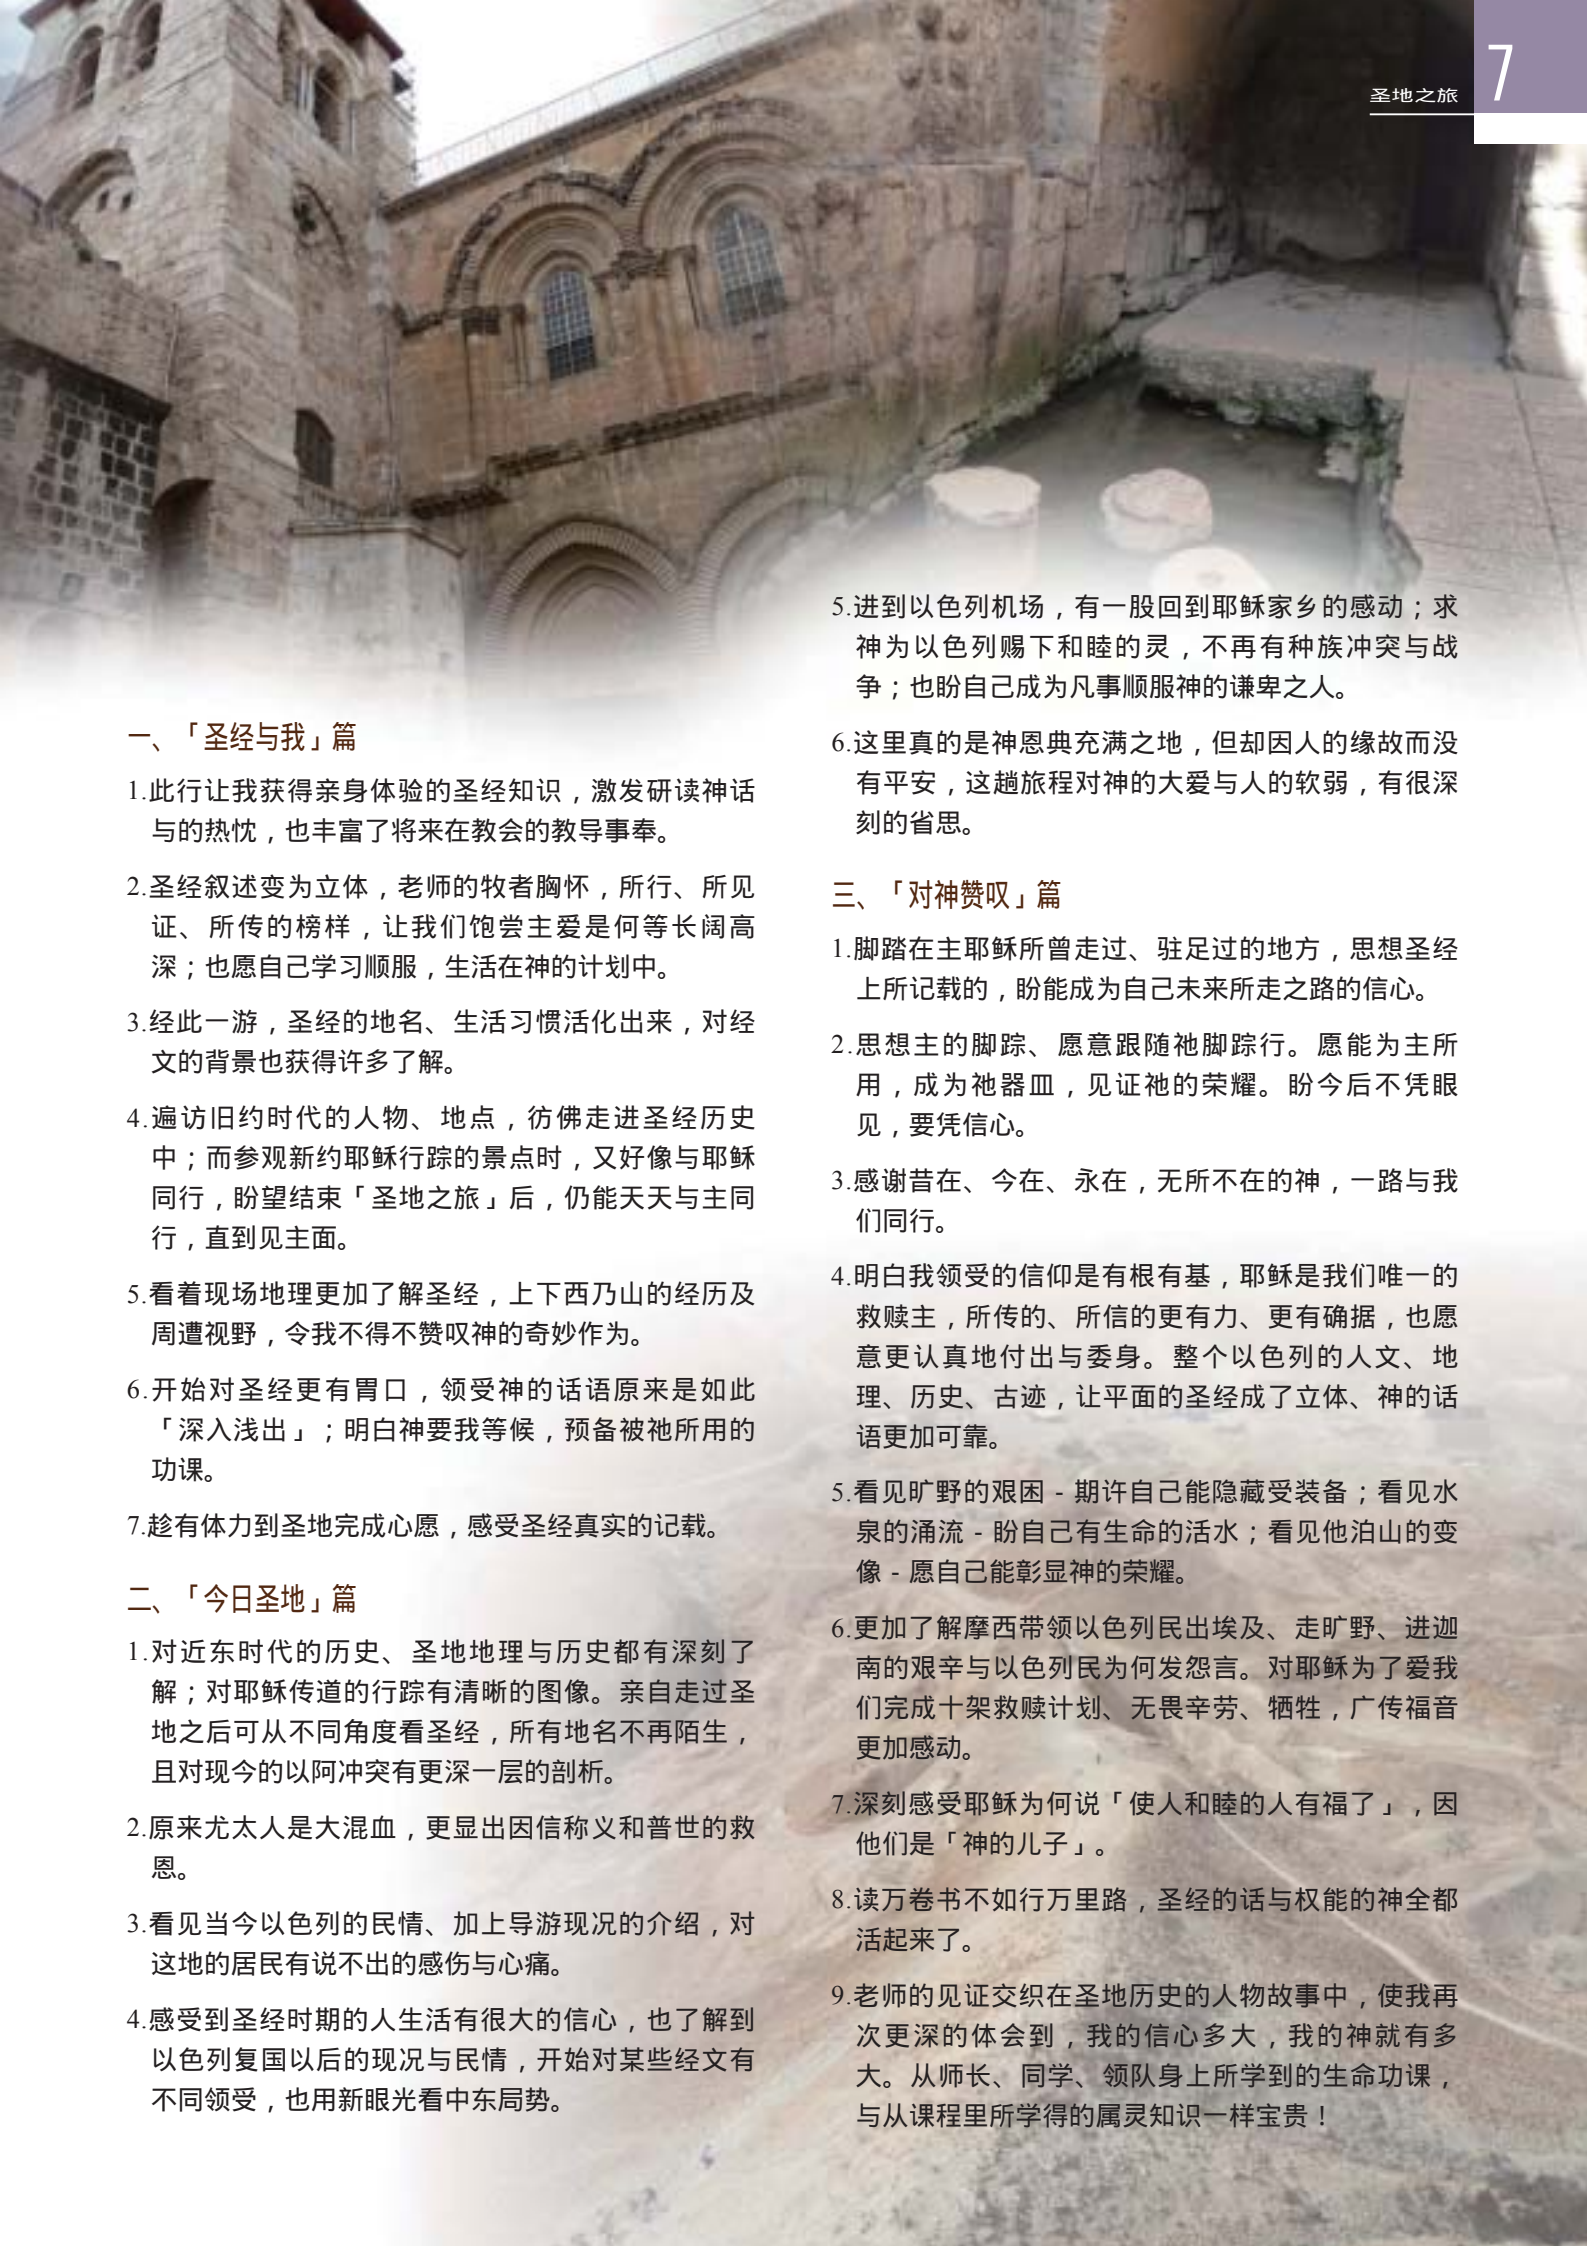 圣地之旅
7
一、「圣经与我」篇
1.此行让我获得亲身体验的圣经知识，激发研读神话
与的热忱，也丰富了将来在教会的教导事奉。
2.圣经叙述变为立体，老师的牧者胸怀，所行、所见
证、所传的榜样，让我们饱尝主爱是何等长阔高
深；也愿自己学习顺服，生活在神的计划中。
3.经此一游，圣经的地名、生活习惯活化出来，对经
文的背景也获得许多了解。
4.遍访旧约时代的人物、地点，彷佛走进圣经历史
中；而参观新约耶稣行踪的景点时，又好像与耶稣
同行，盼望结束「圣地之旅」后，仍能天天与主同
行，直到见主面。
5.看着现场地理更加了解圣经，上下西乃山的经历及
周遭视野，令我不得不赞叹神的奇妙作为。
6.开始对圣经更有胃口，领受神的话语原来是如此
「深入浅出」；明白神要我等候，预备被祂所用的
功课。
7.趁有体力到圣地完成心愿，感受圣经真实的记载。
二、「今日圣地」篇
1.对近东时代的历史、圣地地理与历史都有深刻了
解；对耶稣传道的行踪有清晰的图像。亲自走过圣
地之后可从不同角度看圣经，所有地名不再陌生，
且对现今的以阿冲突有更深一层的剖析。
2.原来尤太人是大混血，更显出因信称义和普世的救
恩。
3.看见当今以色列的民情、加上导游现况的介绍，对
这地的居民有说不出的感伤与心痛。
4.感受到圣经时期的人生活有很大的信心，也了解到
以色列复国以后的现况与民情，开始对某些经文有
不同领受，也用新眼光看中东局势。
5.进到以色列机场，有一股回到耶稣家乡的感动；求
神为以色列赐下和睦的灵，不再有种族冲突与战
争；也盼自己成为凡事顺服神的谦卑之人。
6.这里真的是神恩典充满之地，但却因人的缘故而没
有平安，这趟旅程对神的大爱与人的软弱，有很深
刻的省思。
三、「对神赞叹」篇
1.脚踏在主耶稣所曾走过、驻足过的地方，思想圣经
上所记载的，盼能成为自己未来所走之路的信心。
2.思想主的脚踪、愿意跟随祂脚踪行。愿能为主所
用，成为祂器皿，见证祂的荣耀。盼今后不凭眼
见，要凭信心。
3.感谢昔在、今在、永在，无所不在的神，一路与我
们同行。
4.明白我领受的信仰是有根有基，耶稣是我们唯一的
救赎主，所传的、所信的更有力、更有确据，也愿
意更认真地付出与委身。整个以色列的人文、地
理、历史、古迹，让平面的圣经成了立体、神的话
语更加可靠。
5.看见旷野的艰困－期许自己能隐藏受装备；看见水
泉的涌流－盼自己有生命的活水；看见他泊山的变
像－愿自己能彰显神的荣耀。
6.更加了解摩西带领以色列民出埃及、走旷野、进迦
南的艰辛与以色列民为何发怨言。对耶稣为了爱我
们完成十架救赎计划、无畏辛劳、牺牲，广传福音
更加感动。
7.深刻感受耶稣为何说「使人和睦的人有福了」，因
他们是「神的儿子」。
8.读万卷书不如行万里路，圣经的话与权能的神全都
活起来了。
9.老师的见证交织在圣地历史的人物故事中，使我再
次更深的体会到，我的信心多大，我的神就有多
大。从师长、同学、领队身上所学到的生命功课，
与从课程里所学得的属灵知识一样宝贵！